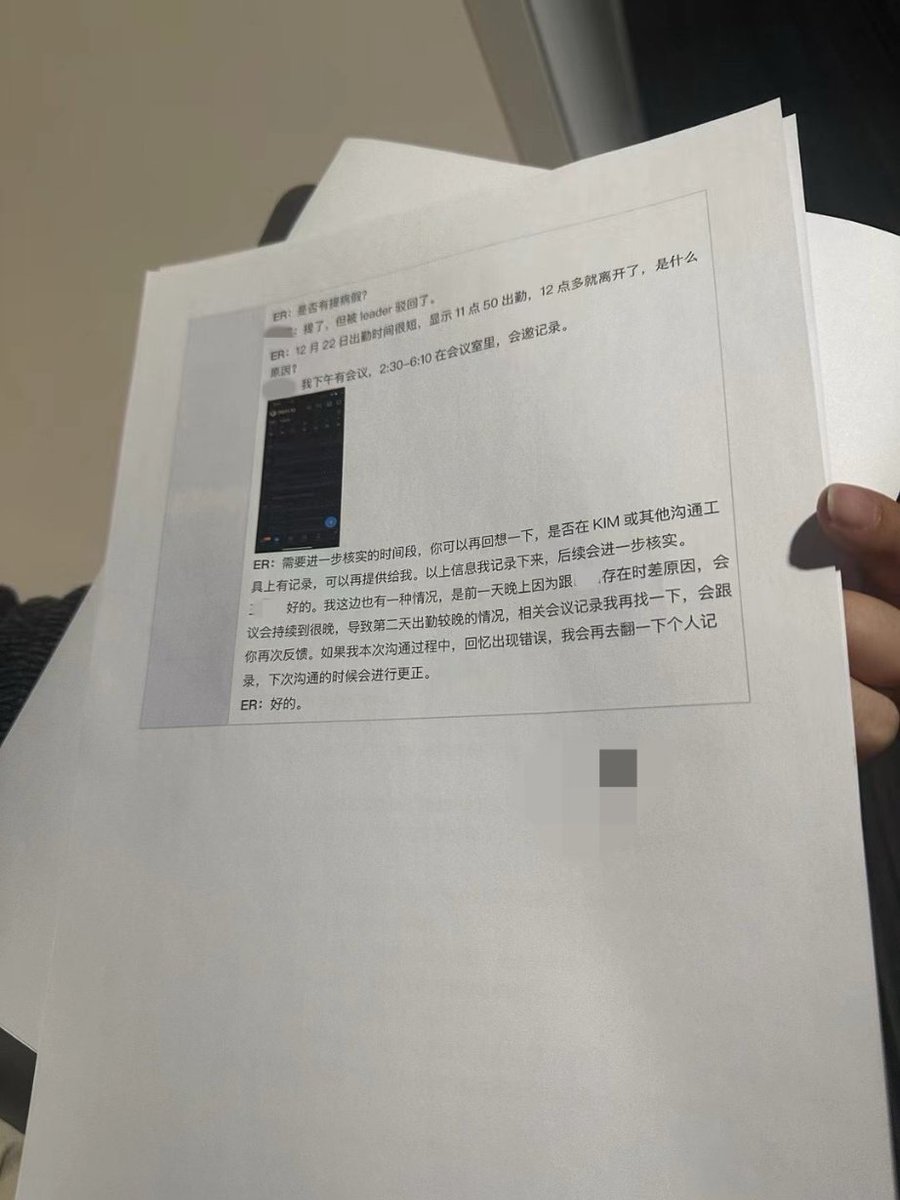 ER：是否有提病假？
：提了，但被 leader 驳回了。
ER：12 月 22 日出勤时间很短，显示 11 点 50 出勤，12 点多就离开了，是什么
原因？
我下午有会议，2:30-6:10 在会议室里，会邀记录。
ER：需要进一步核实的时间段，你可以再回想一下，是否在 KIM 或其他沟通工
具上有记录，可以再提供给我。以上信息我记录下来，后续会进一步核实。
好的。我这边也有一种情况，是前一天晚上因为跟 存在时差原因，会
议会持续到很晚，导致第二天出勤较晚的情况，相关会议记录我再找一下，会跟
你再次反馈。如果我本次沟通过程中，回忆出现错误，我会再去翻一下个人记
录，下次沟通的时候会进行更正。
ER：好的。